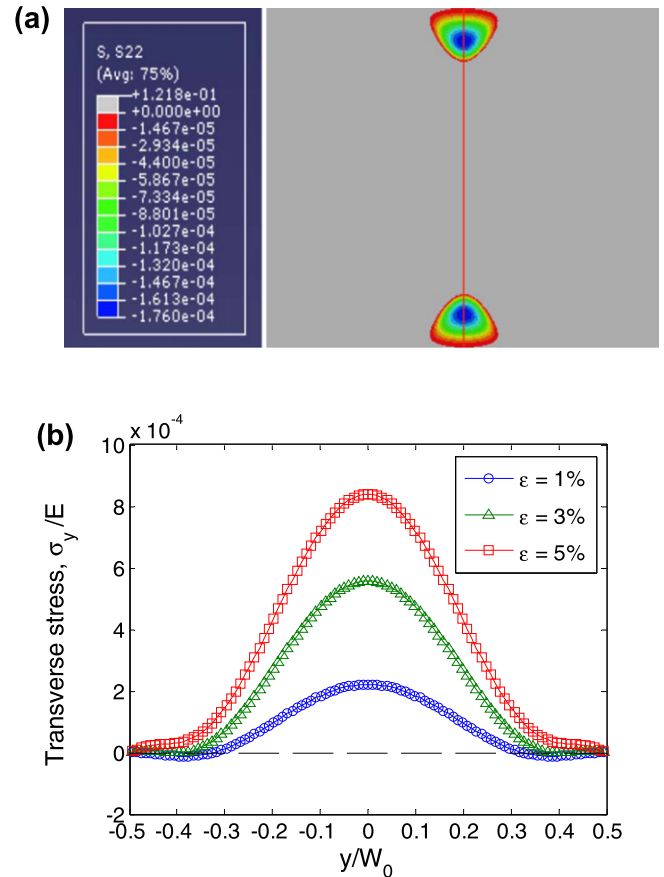 (a)
S, S22
(Avg: 75%)
+1.218e-01
+0.000e+00
-1.467e-05
-2.934e-05
-4.400e-05
-5.867e-05
-7.334e-05
-8.801e-05
-1.027e-04
-1.173e-04
-1.320e-04
-1.467e-04
-1.613e-04
-1.760e-04
(b)
x 10⁻⁴
10
8
6
4
2
0
-2
Transverse stress, σ_y /E
ε = 1%
ε = 3%
ε = 5%
-0.5 -0.4 -0.3 -0.2 -0.1 0 0.1 0.2 0.3 0.4 0.5
y/W₀